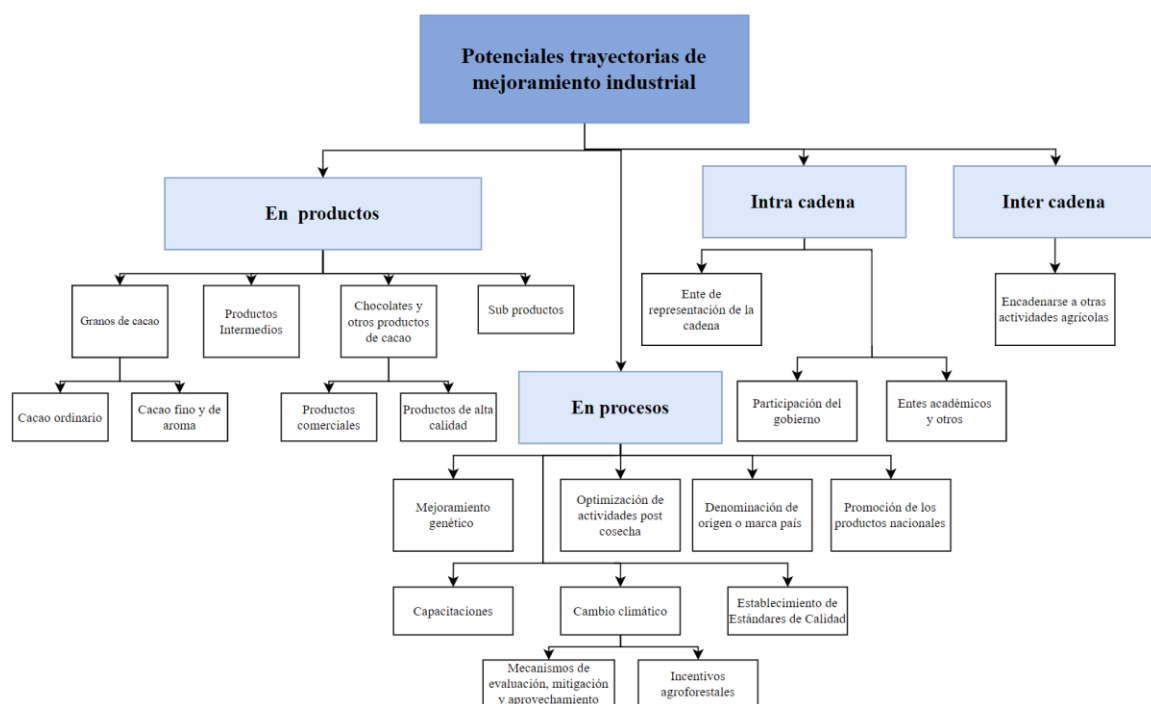 Potenciales trayectorias de
mejoramiento industrial
En productos
Intra cadena
Inter cadena
Granos de cacao
Productos
Intermedios
Chocolates y
otros productos
de cacao
Sub productos
Ente de
representación de la
cadena
Encadenarse a otras
actividades agrícolas
Cacao ordinario
Cacao fino y de
aroma
Productos
comerciales
Productos de alta
calidad
En procesos
Participación del
gobierno
Entes académicos
y otros
Mejoramiento
genético
Optimización de
actividades post
cosecha
Denominación de
origen o marca país
Promoción de los
productos nacionales
Capacitaciones
Cambio climático
Establecimiento de
Estándares de Calidad
Mecanismos de
evaluación, mitigación
y aprovechamiento
Incentivos
agroforestales